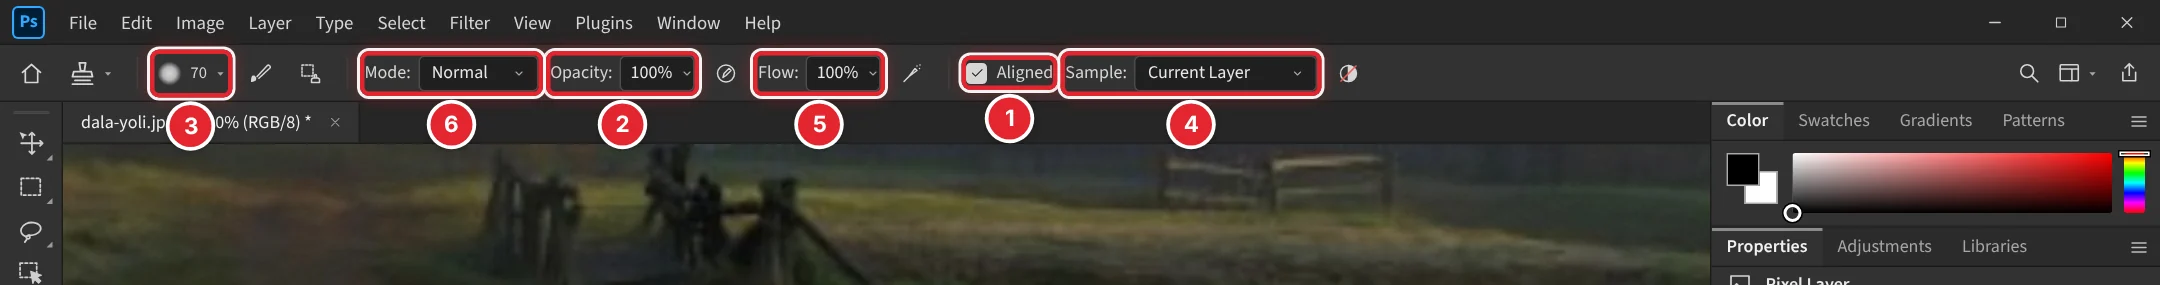 Ps File Edit Image Layer Type Select Filter View Plugins Window Help
70 Mode: Normal Opacity: 100% Flow: 100% Aligned Sample: Current Layer
3 6 2 5 1 4
dala-yoli.jp 0% (RGB/8) *
Color Swatches Gradients Patterns
Properties Adjustments Libraries
Pixel Layer